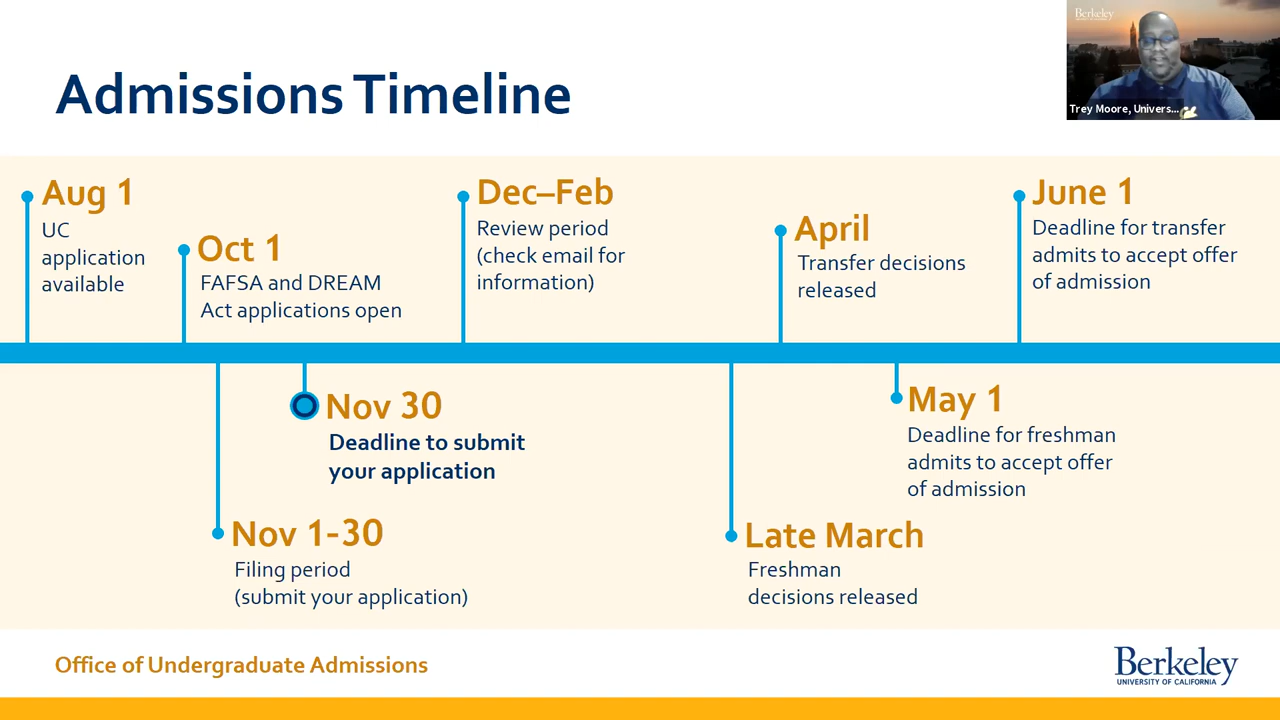 Admissions Timeline
Berkeley
Trey Moore, Univers...
Aug 1
UC
application
available
Oct 1
FAFSA and DREAM
Act applications open
Nov 1-30
Filing period
(submit your application)
Nov 30
Deadline to submit
your application
Dec–Feb
Review period
(check email for
information)
Late March
Freshman
decisions released
April
Transfer decisions
released
May 1
Deadline for freshman
admits to accept offer
of admission
June 1
Deadline for transfer
admits to accept offer
of admission
Office of Undergraduate Admissions
Berkeley
UNIVERSITY OF CALIFORNIA